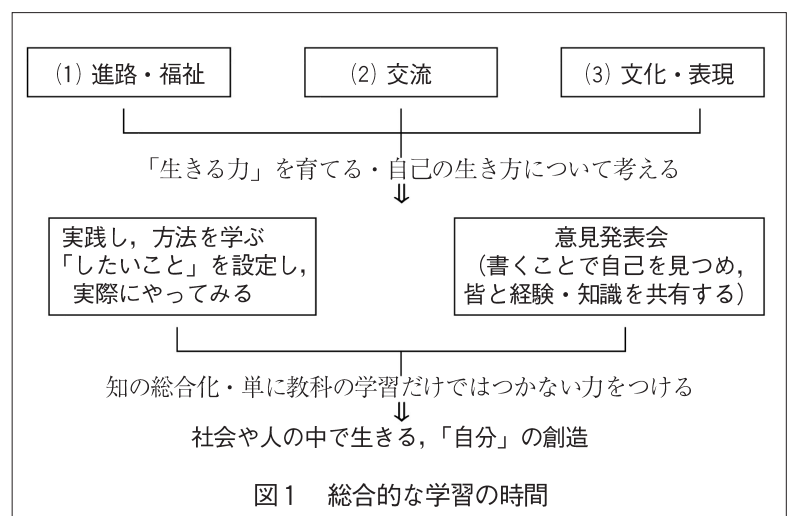 (1) 進路・福祉
(2) 交流
(3) 文化・表現
「生きる力」を育てる・自己の生き方について考える
⇓
実践し，方法を学ぶ
「したいこと」を設定し，
実際にやってみる
意見発表会
（書くことで自己を見つめ，
皆と経験・知識を共有する）
知の総合化・単に教科の学習だけではつかない力をつける
⇓
社会や人の中で生きる，「自分」の創造
図1　総合的な学習の時間